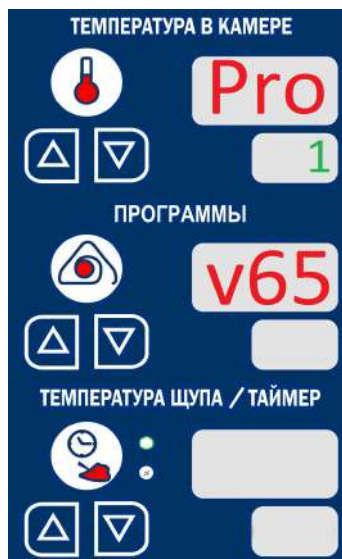 ТЕМПЕРАТУРА В КАМЕРЕ
Pro
1
ПРОГРАММЫ
v65
ТЕМПЕРАТУРА ЩУПА / ТАЙМЕР